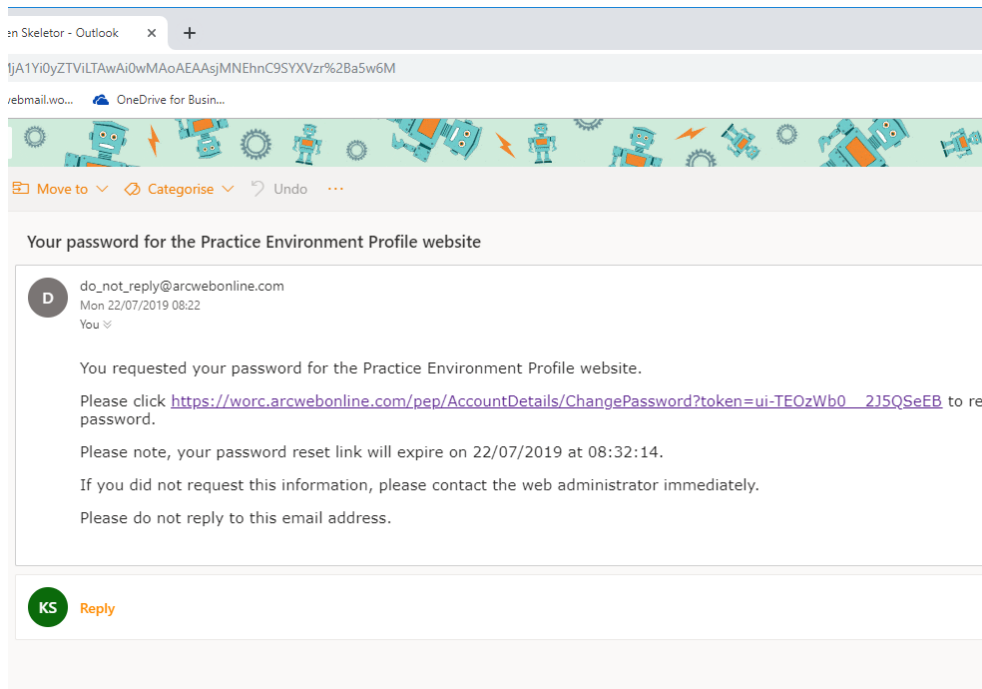 en Skeletor - Outlook
MjA1Yi0yZTViLTAwAi0wMAoAEAAsjMNEhnC9SYXVzr%2Ba5w6M
webmail.wo... OneDrive for Busin...
Move to Categorise Undo ...
Your password for the Practice Environment Profile website
D
do_not_reply@arcwebonline.com
Mon 22/07/2019 08:22
You
You requested your password for the Practice Environment Profile website.
Please click https://worc.arcwebonline.com/pep/AccountDetails/ChangePassword?token=ui-TEOzWb0__2J5QSeEB to re
password.
Please note, your password reset link will expire on 22/07/2019 at 08:32:14.
If you did not request this information, please contact the web administrator immediately.
Please do not reply to this email address.
KS Reply